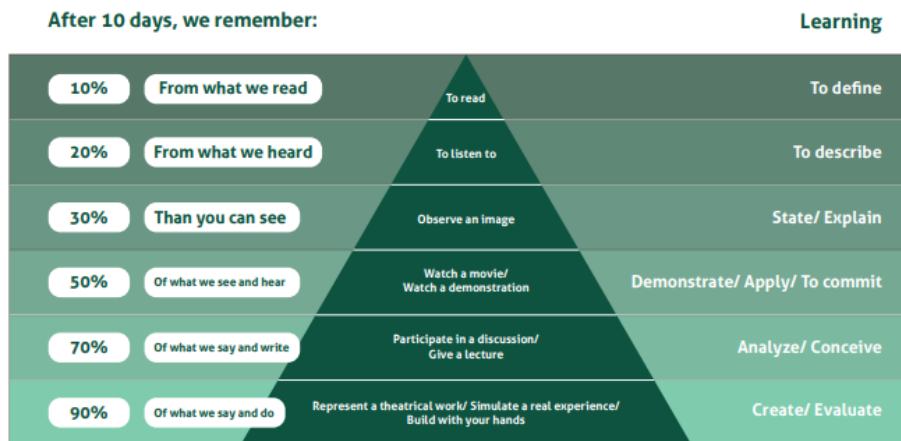 After 10 days, we remember:
Learning
10%
From what we read
To read
To define
20%
From what we heard
To listen to
To describe
30%
Than you can see
Observe an image
State/ Explain
50%
Of what we see and hear
Watch a movie/
Watch a demonstration
Demonstrate/ Apply/ To commit
70%
Of what we say and write
Participate in a discussion/
Give a lecture
Analyze/ Conceive
90%
Of what we say and do
Represent a theatrical work/ Simulate a real experience/
Build with your hands
Create/ Evaluate